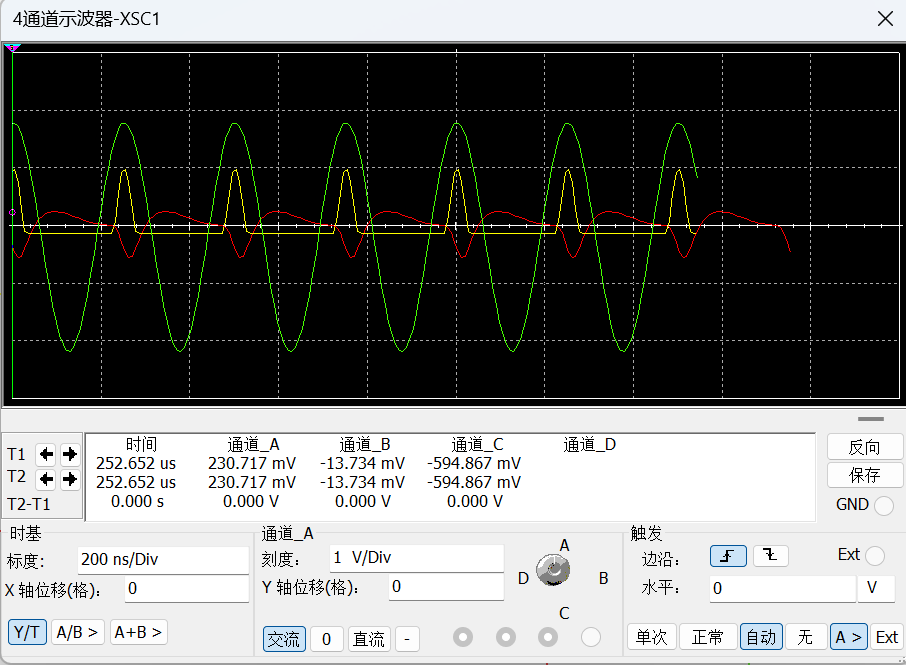 4通道示波器-XSC1
时间 通道_A 通道_B 通道_C 通道_D
T1 252.652 us 230.717 mV -13.734 mV -594.867 mV
T2 252.652 us 230.717 mV -13.734 mV -594.867 mV
T2-T1 0.000 s 0.000 V 0.000 V 0.000 V
反向
保存
GND
时基
标度: 200 ns/Div
X 轴位移(格): 0
Y/T A/B > A+B >
通道_A
刻度: 1 V/Div
Y 轴位移(格): 0
交流 0 直流 -
A
D B
C
触发
边沿: Ext
水平: 0 V
单次 正常 自动 无 A > Ext